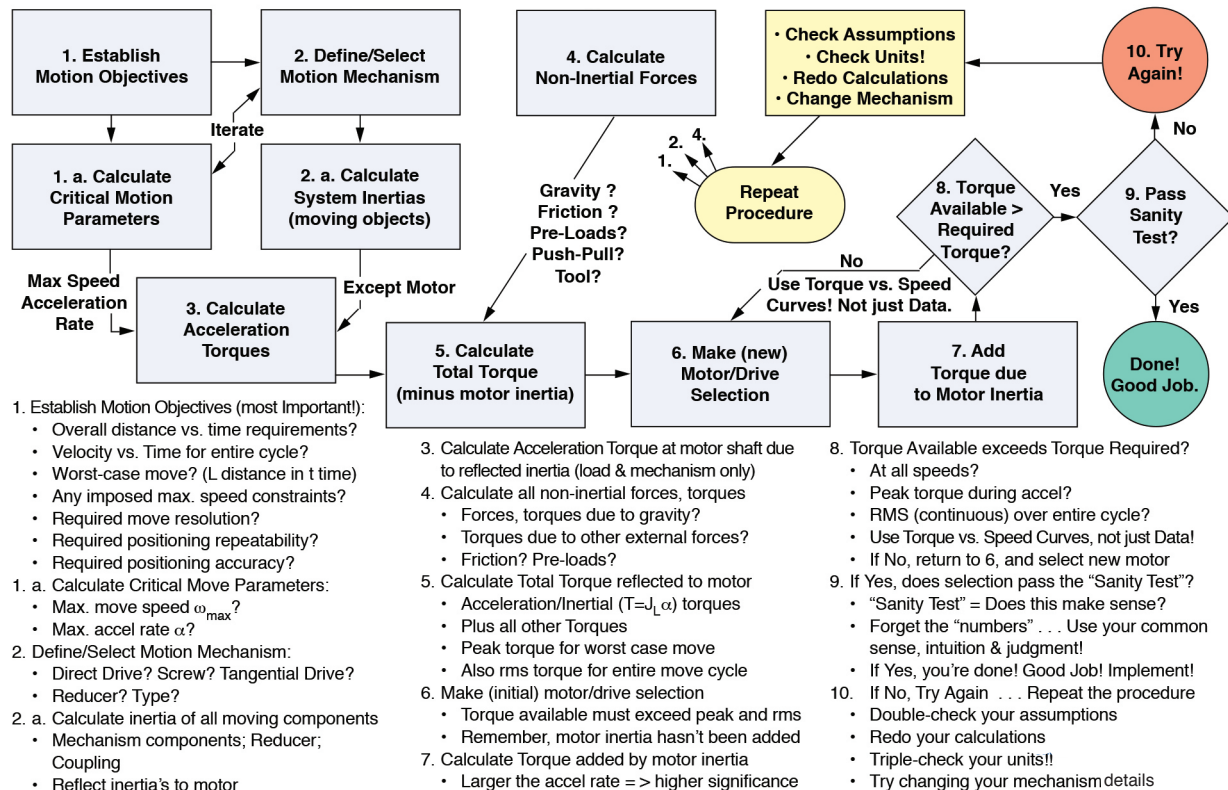 1. Establish
Motion Objectives
2. Define/Select
Motion Mechanism
4. Calculate
Non-Inertial Forces
• Check Assumptions
• Check Units!
• Redo Calculations
• Change Mechanism
10. Try
Again!
Iterate
No
1. a. Calculate
Critical Motion
Parameters
2. a. Calculate
System Inertias
(moving objects)
Gravity ?
Friction ?
Pre-Loads?
Push-Pull?
Tool?
1.
2.
4.
Repeat
Procedure
8. Torque
Available >
Required
Torque?
Yes
9. Pass
Sanity
Test?
Max Speed
Acceleration
Rate
Except Motor
No
Use Torque vs. Speed
Curves! Not just Data.
Yes
3. Calculate
Acceleration
Torques
5. Calculate
Total Torque
(minus motor inertia)
6. Make (new)
Motor/Drive
Selection
7. Add
Torque due
to Motor Inertia
Done!
Good Job.
1. Establish Motion Objectives (most Important!):
• Overall distance vs. time requirements?
• Velocity vs. Time for entire cycle?
• Worst-case move? (L distance in t time)
• Any imposed max. speed constraints?
• Required move resolution?
• Required positioning repeatability?
• Required positioning accuracy?
1. a. Calculate Critical Move Parameters:
• Max. move speed ωmax?
• Max. accel rate α?
2. Define/Select Motion Mechanism:
• Direct Drive? Screw? Tangential Drive?
• Reducer? Type?
2. a. Calculate inertia of all moving components
• Mechanism components; Reducer;
Coupling
• Reflect inertia's to motor
3. Calculate Acceleration Torque at motor shaft due
to reflected inertia (load & mechanism only)
4. Calculate all non-inertial forces, torques
• Forces, torques due to gravity?
• Torques due to other external forces?
• Friction? Pre-loads?
5. Calculate Total Torque reflected to motor
• Acceleration/Inertial (T=JLα) torques
• Plus all other Torques
• Peak torque for worst case move
• Also rms torque for entire move cycle
6. Make (initial) motor/drive selection
• Torque available must exceed peak and rms
• Remember, motor inertia hasn't been added
7. Calculate Torque added by motor inertia
• Larger the accel rate = > higher significance
8. Torque Available exceeds Torque Required?
• At all speeds?
• Peak torque during accel?
• RMS (continuous) over entire cycle?
• Use Torque vs. Speed Curves, not just Data!
• If No, return to 6, and select new motor
9. If Yes, does selection pass the “Sanity Test”?
• “Sanity Test” = Does this make sense?
• Forget the “numbers” . . . Use your common
sense, intuition & judgment!
• If Yes, you're done! Good Job! Implement!
10. If No, Try Again . . . Repeat the procedure
• Double-check your assumptions
• Redo your calculations
• Triple-check your units!!
• Try changing your mechanism details